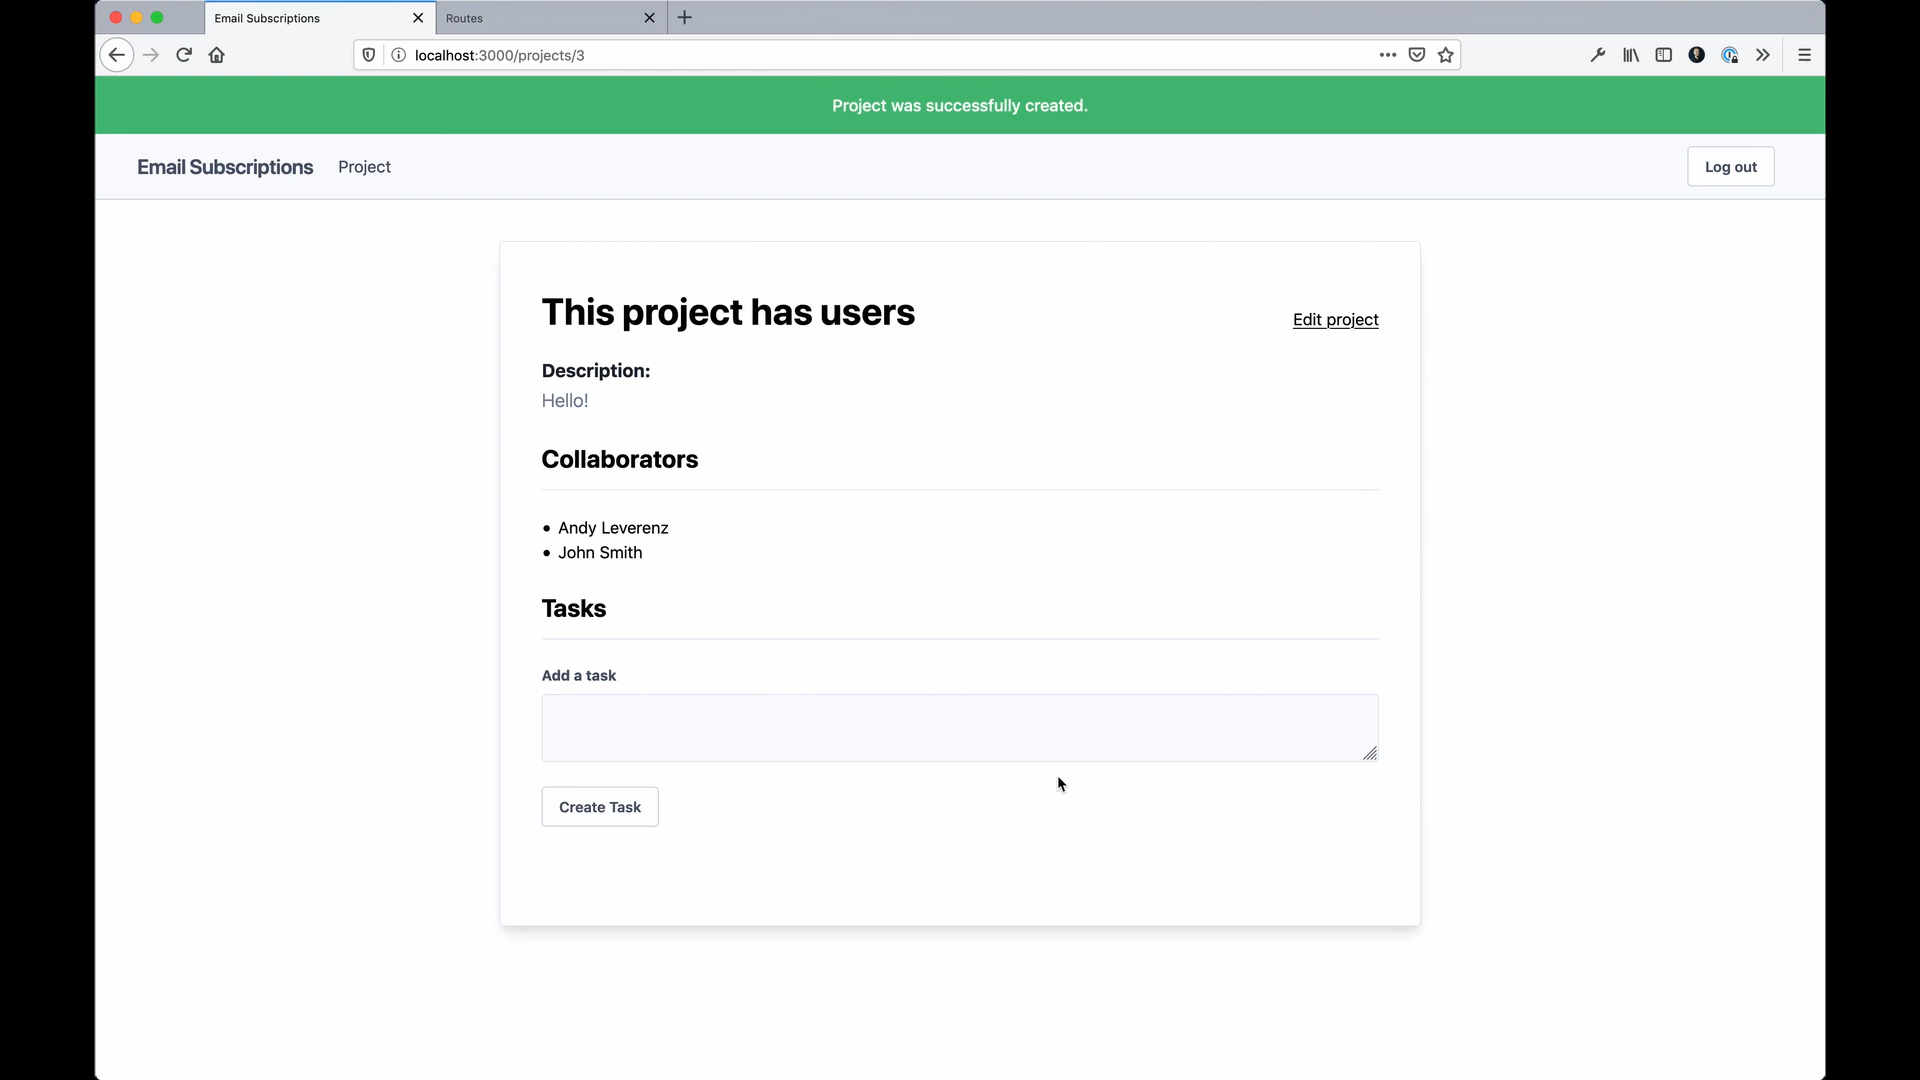 Email Subscriptions
Routes
localhost:3000/projects/3
Project was successfully created.
Email Subscriptions Project Log out
This project has users
Edit project
Description:
Hello!
Collaborators
• Andy Leverenz
• John Smith
Tasks
Add a task
Create Task